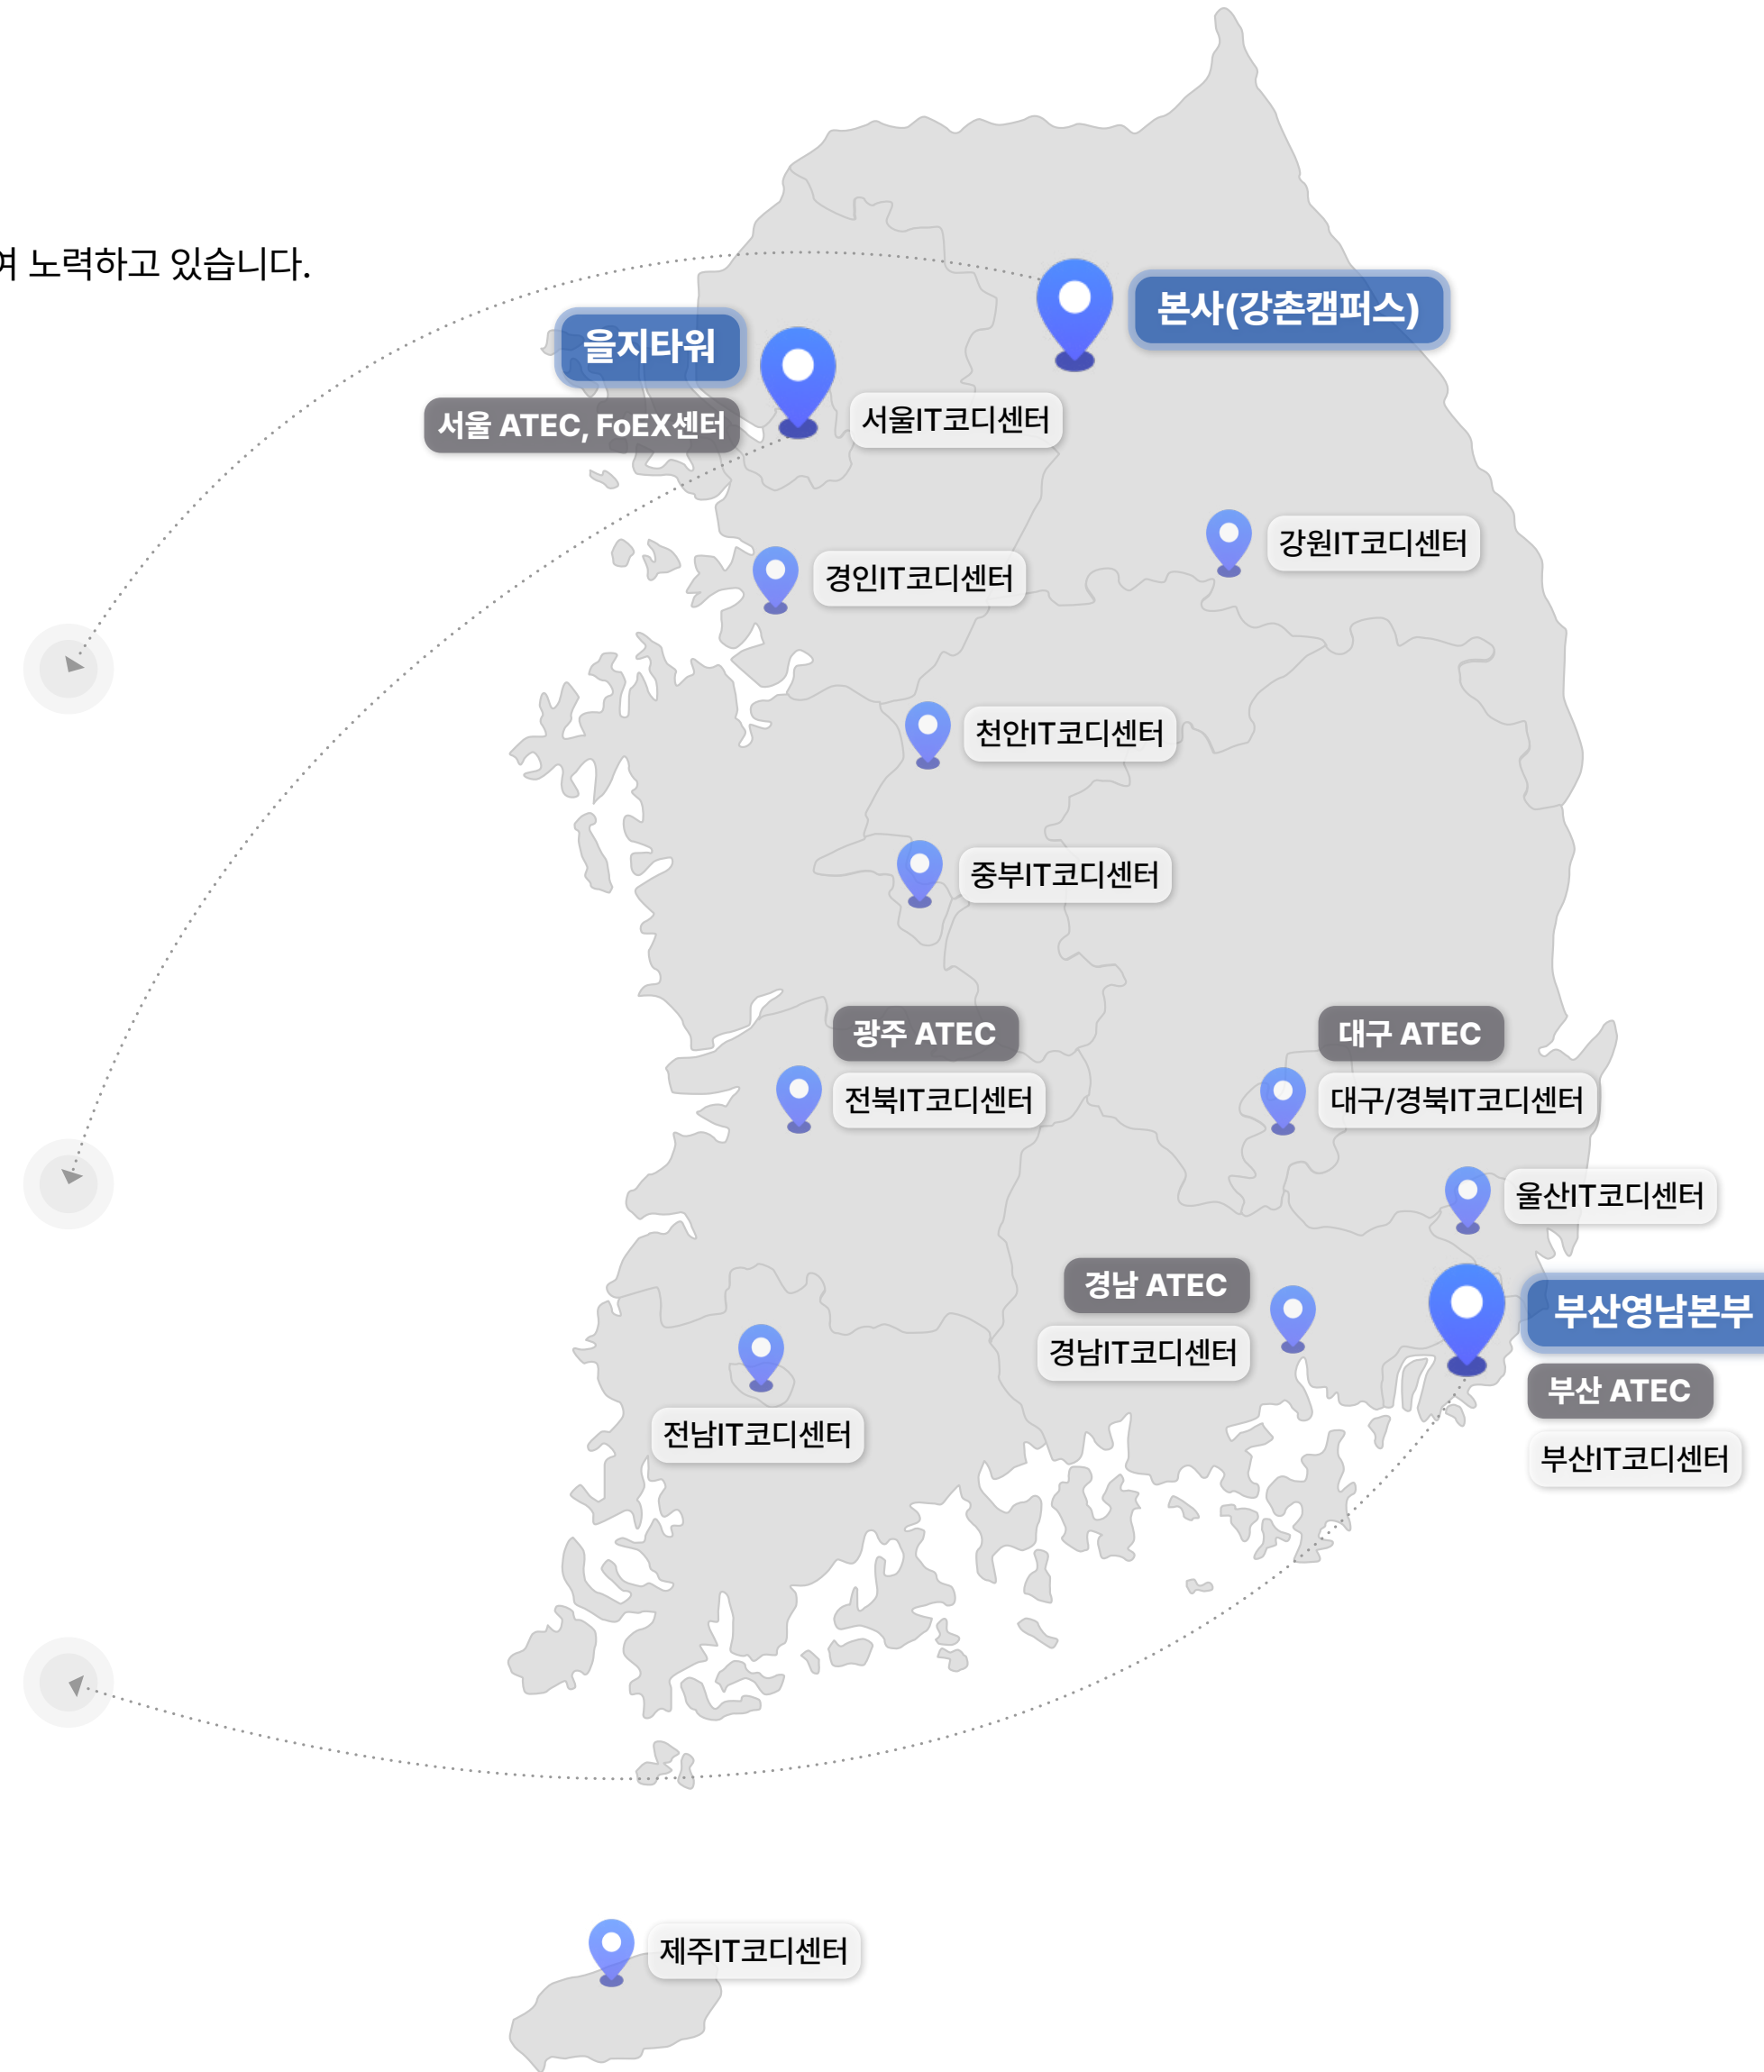 여 노력하고 있습니다.
본사(강촌캠퍼스)
을지타워
서울 ATEC, FoEX센터
서울IT코디센터
강원IT코디센터
경인IT코디센터
천안IT코디센터
중부IT코디센터
광주 ATEC
전북IT코디센터
대구 ATEC
대구/경북IT코디센터
울산IT코디센터
경남 ATEC
경남IT코디센터
부산영남본부
부산 ATEC
부산IT코디센터
전남IT코디센터
제주IT코디센터